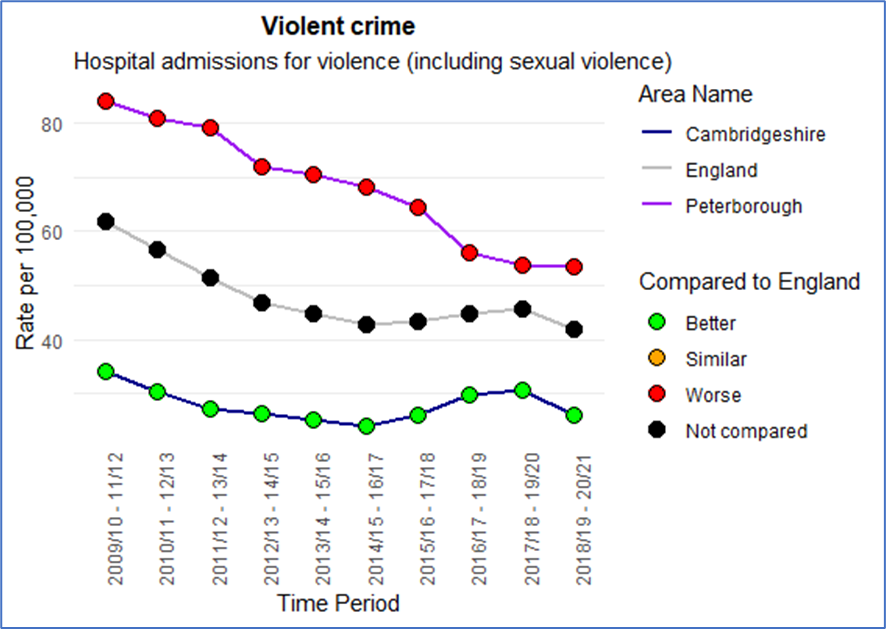 Violent crime
Hospital admissions for violence (including sexual violence)
Rate per 100,000
80
60
40
2009/10 - 11/12
2010/11 - 12/13
2011/12 - 13/14
2012/13 - 14/15
2013/14 - 15/16
2014/15 - 16/17
2015/16 - 17/18
2016/17 - 18/19
2017/18 - 19/20
2018/19 - 20/21
Time Period
Area Name
Cambridgeshire
England
Peterborough
Compared to England
Better
Similar
Worse
Not compared